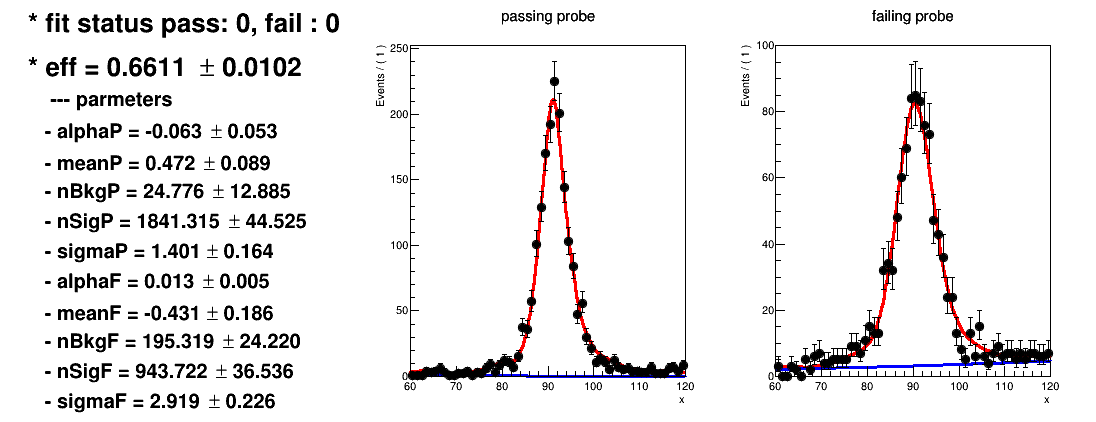 * fit status pass: 0, fail : 0
* eff = 0.6611 ± 0.0102
--- parmeters
- alphaP = -0.063 ± 0.053
- meanP = 0.472 ± 0.089
- nBkgP = 24.776 ± 12.885
- nSigP = 1841.315 ± 44.525
- sigmaP = 1.401 ± 0.164
- alphaF = 0.013 ± 0.005
- meanF = -0.431 ± 0.186
- nBkgF = 195.319 ± 24.220
- nSigF = 943.722 ± 36.536
- sigmaF = 2.919 ± 0.226
passing probe
Events / ( 1 )
250
200
150
100
50
0
60 70 80 90 100 110 120
x
failing probe
Events / ( 1 )
100
80
60
40
20
0
60 70 80 90 100 110 120
x